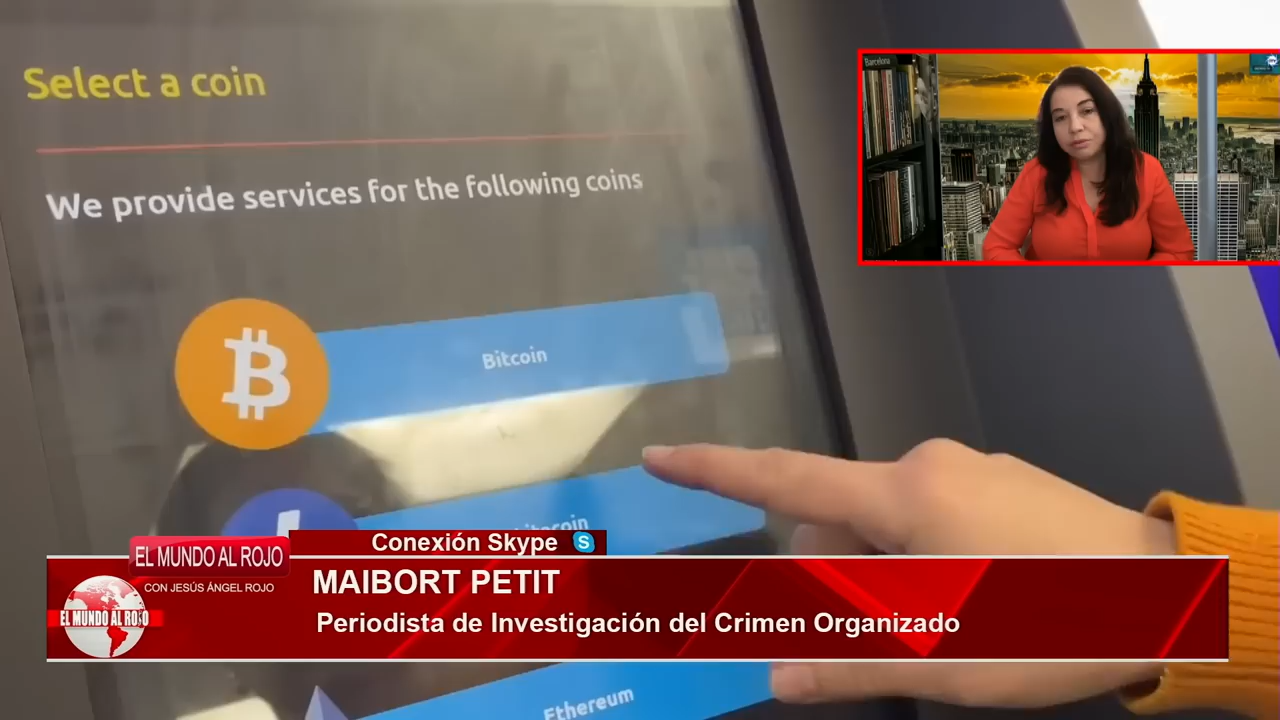 Select a coin
We provide services for the following coins
Bitcoin
Barcelona
Conexión Skype
EL MUNDO AL ROJO
CON JESÚS ÁNGEL ROJO
MAIBORT PETIT
EL MUNDO AL ROJO
Periodista de Investigación del Crimen Organizado
Ethereum